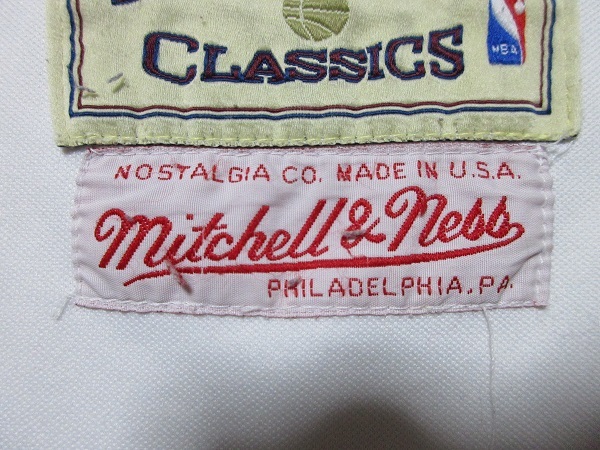 CLASSICS
NBA
NOSTALGIA CO. MADE IN U.S.A.
Mitchell & Ness
PHILADELPHIA, PA